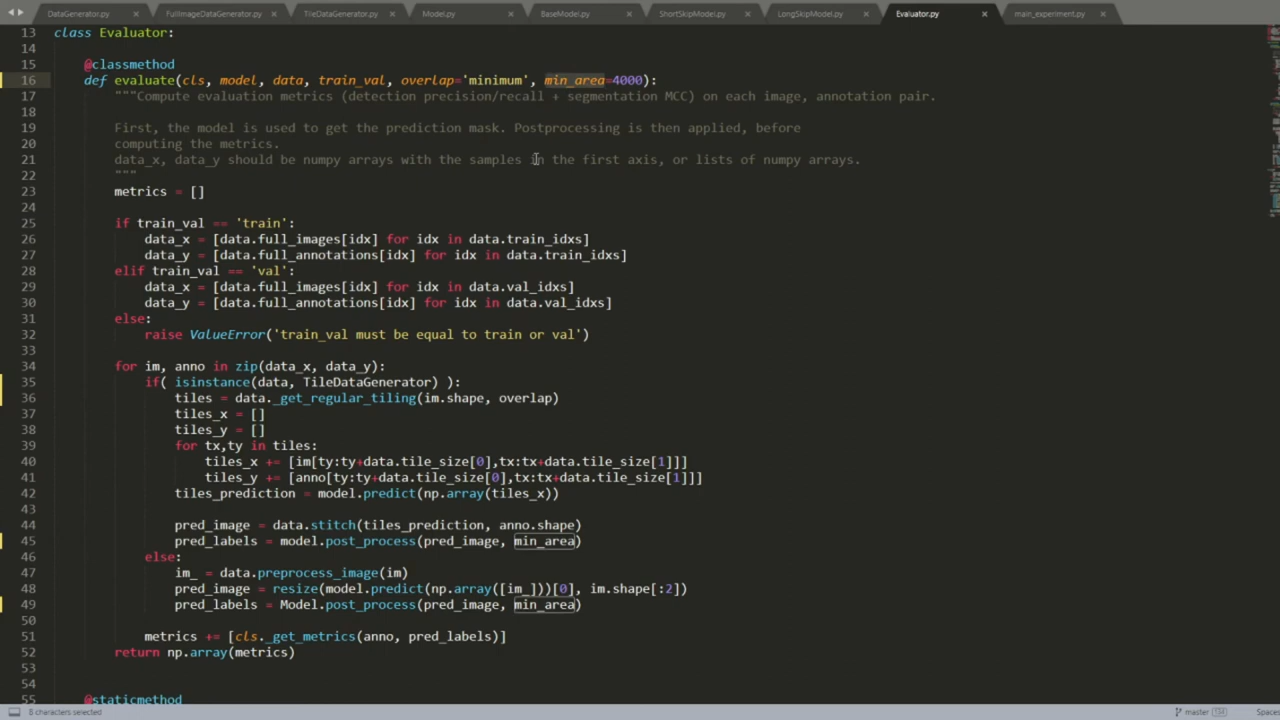 DataGenerator.py FullImageDataGenerator.py TileDataGenerator.py Model.py BaseModel.py ShortSkipModel.py LongSkipModel.py Evaluator.py main_experiment.py
13 class Evaluator:
14
15 @classmethod
16 def evaluate(cls, model, data, train_val, overlap='minimum', min_area=4000):
17 """Compute evaluation metrics (detection precision/recall + segmentation MCC) on each image, annotation pair.
18
19 First, the model is used to get the prediction mask. Postprocessing is then applied, before
20 computing the metrics.
21 data_x, data_y should be numpy arrays with the samples in the first axis, or lists of numpy arrays.
22 """
23 metrics = []
24
25 if train_val == 'train':
26 data_x = [data.full_images[idx] for idx in data.train_idxs]
27 data_y = [data.full_annotations[idx] for idx in data.train_idxs]
28 elif train_val == 'val':
29 data_x = [data.full_images[idx] for idx in data.val_idxs]
30 data_y = [data.full_annotations[idx] for idx in data.val_idxs]
31 else:
32 raise ValueError('train_val must be equal to train or val')
33
34 for im, anno in zip(data_x, data_y):
35 if( isinstance(data, TileDataGenerator) ):
36 tiles = data._get_regular_tiling(im.shape, overlap)
37 tiles_x = []
38 tiles_y = []
39 for tx,ty in tiles:
40 tiles_x += [im[ty:ty+data.tile_size[0],tx:tx+data.tile_size[1]]]
41 tiles_y += [anno[ty:ty+data.tile_size[0],tx:tx+data.tile_size[1]]]
42 tiles_prediction = model.predict(np.array(tiles_x))
43
44 pred_image = data.stitch(tiles_prediction, anno.shape)
45 pred_labels = model.post_process(pred_image, min_area)
46 else:
47 im_ = data.preprocess_image(im)
48 pred_image = resize(model.predict(np.array([im_]))[0], im.shape[:2])
49 pred_labels = Model.post_process(pred_image, min_area)
50
51 metrics += [cls._get_metrics(anno, pred_labels)]
52 return np.array(metrics)
53
54
55 @staticmethod
8 characters selected master Spaces